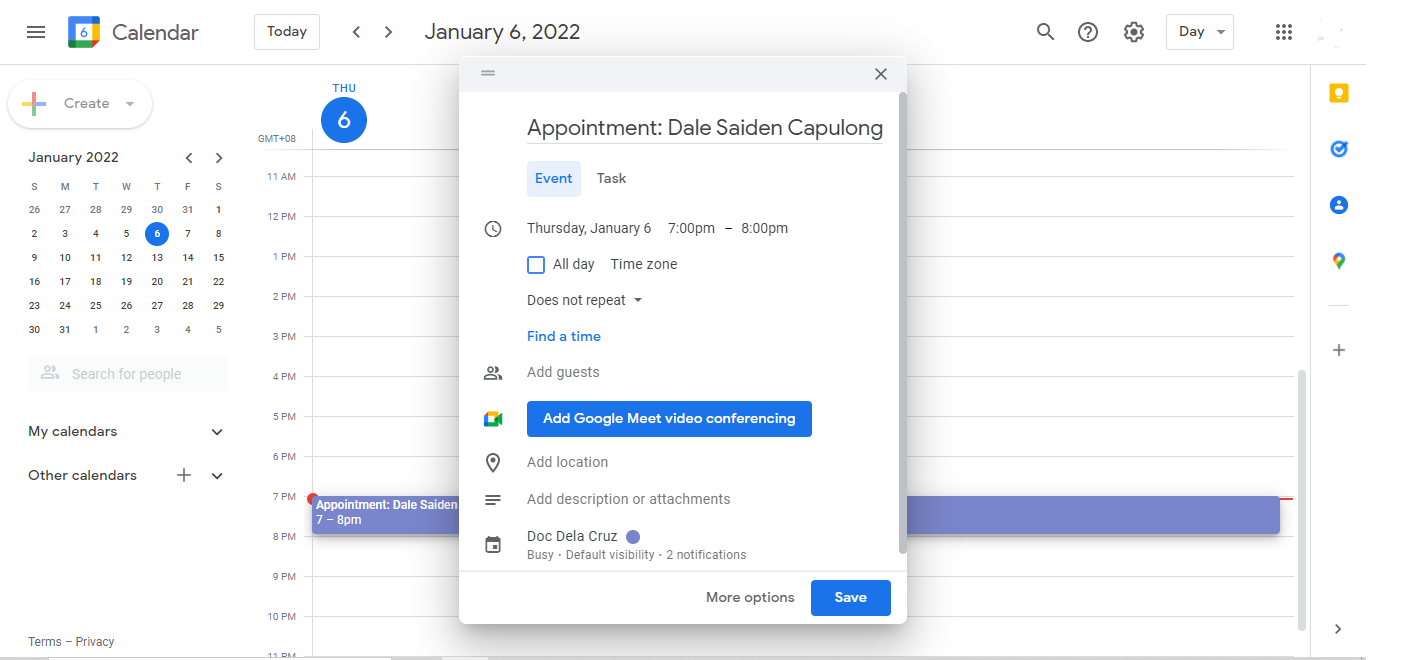 6 Calendar Today January 6, 2022 Day
Create
January 2022
S M T W T F S
26 27 28 29 30 31 1
2 3 4 5 6 7 8
9 10 11 12 13 14 15
16 17 18 19 20 21 22
23 24 25 26 27 28 29
30 31 1 2 3 4 5
Search for people
My calendars
Other calendars
Terms – Privacy
THU
6
GMT+08
11 AM
12 PM
1 PM
2 PM
3 PM
4 PM
5 PM
6 PM
7 PM
8 PM
9 PM
10 PM
11 PM
Appointment: Dale Saiden
7 – 8pm
Appointment: Dale Saiden Capulong
Event Task
Thursday, January 6 7:00pm – 8:00pm
All day Time zone
Does not repeat
Find a time
Add guests
Add Google Meet video conferencing
Add location
Add description or attachments
Doc Dela Cruz
Busy · Default visibility · 2 notifications
More options Save